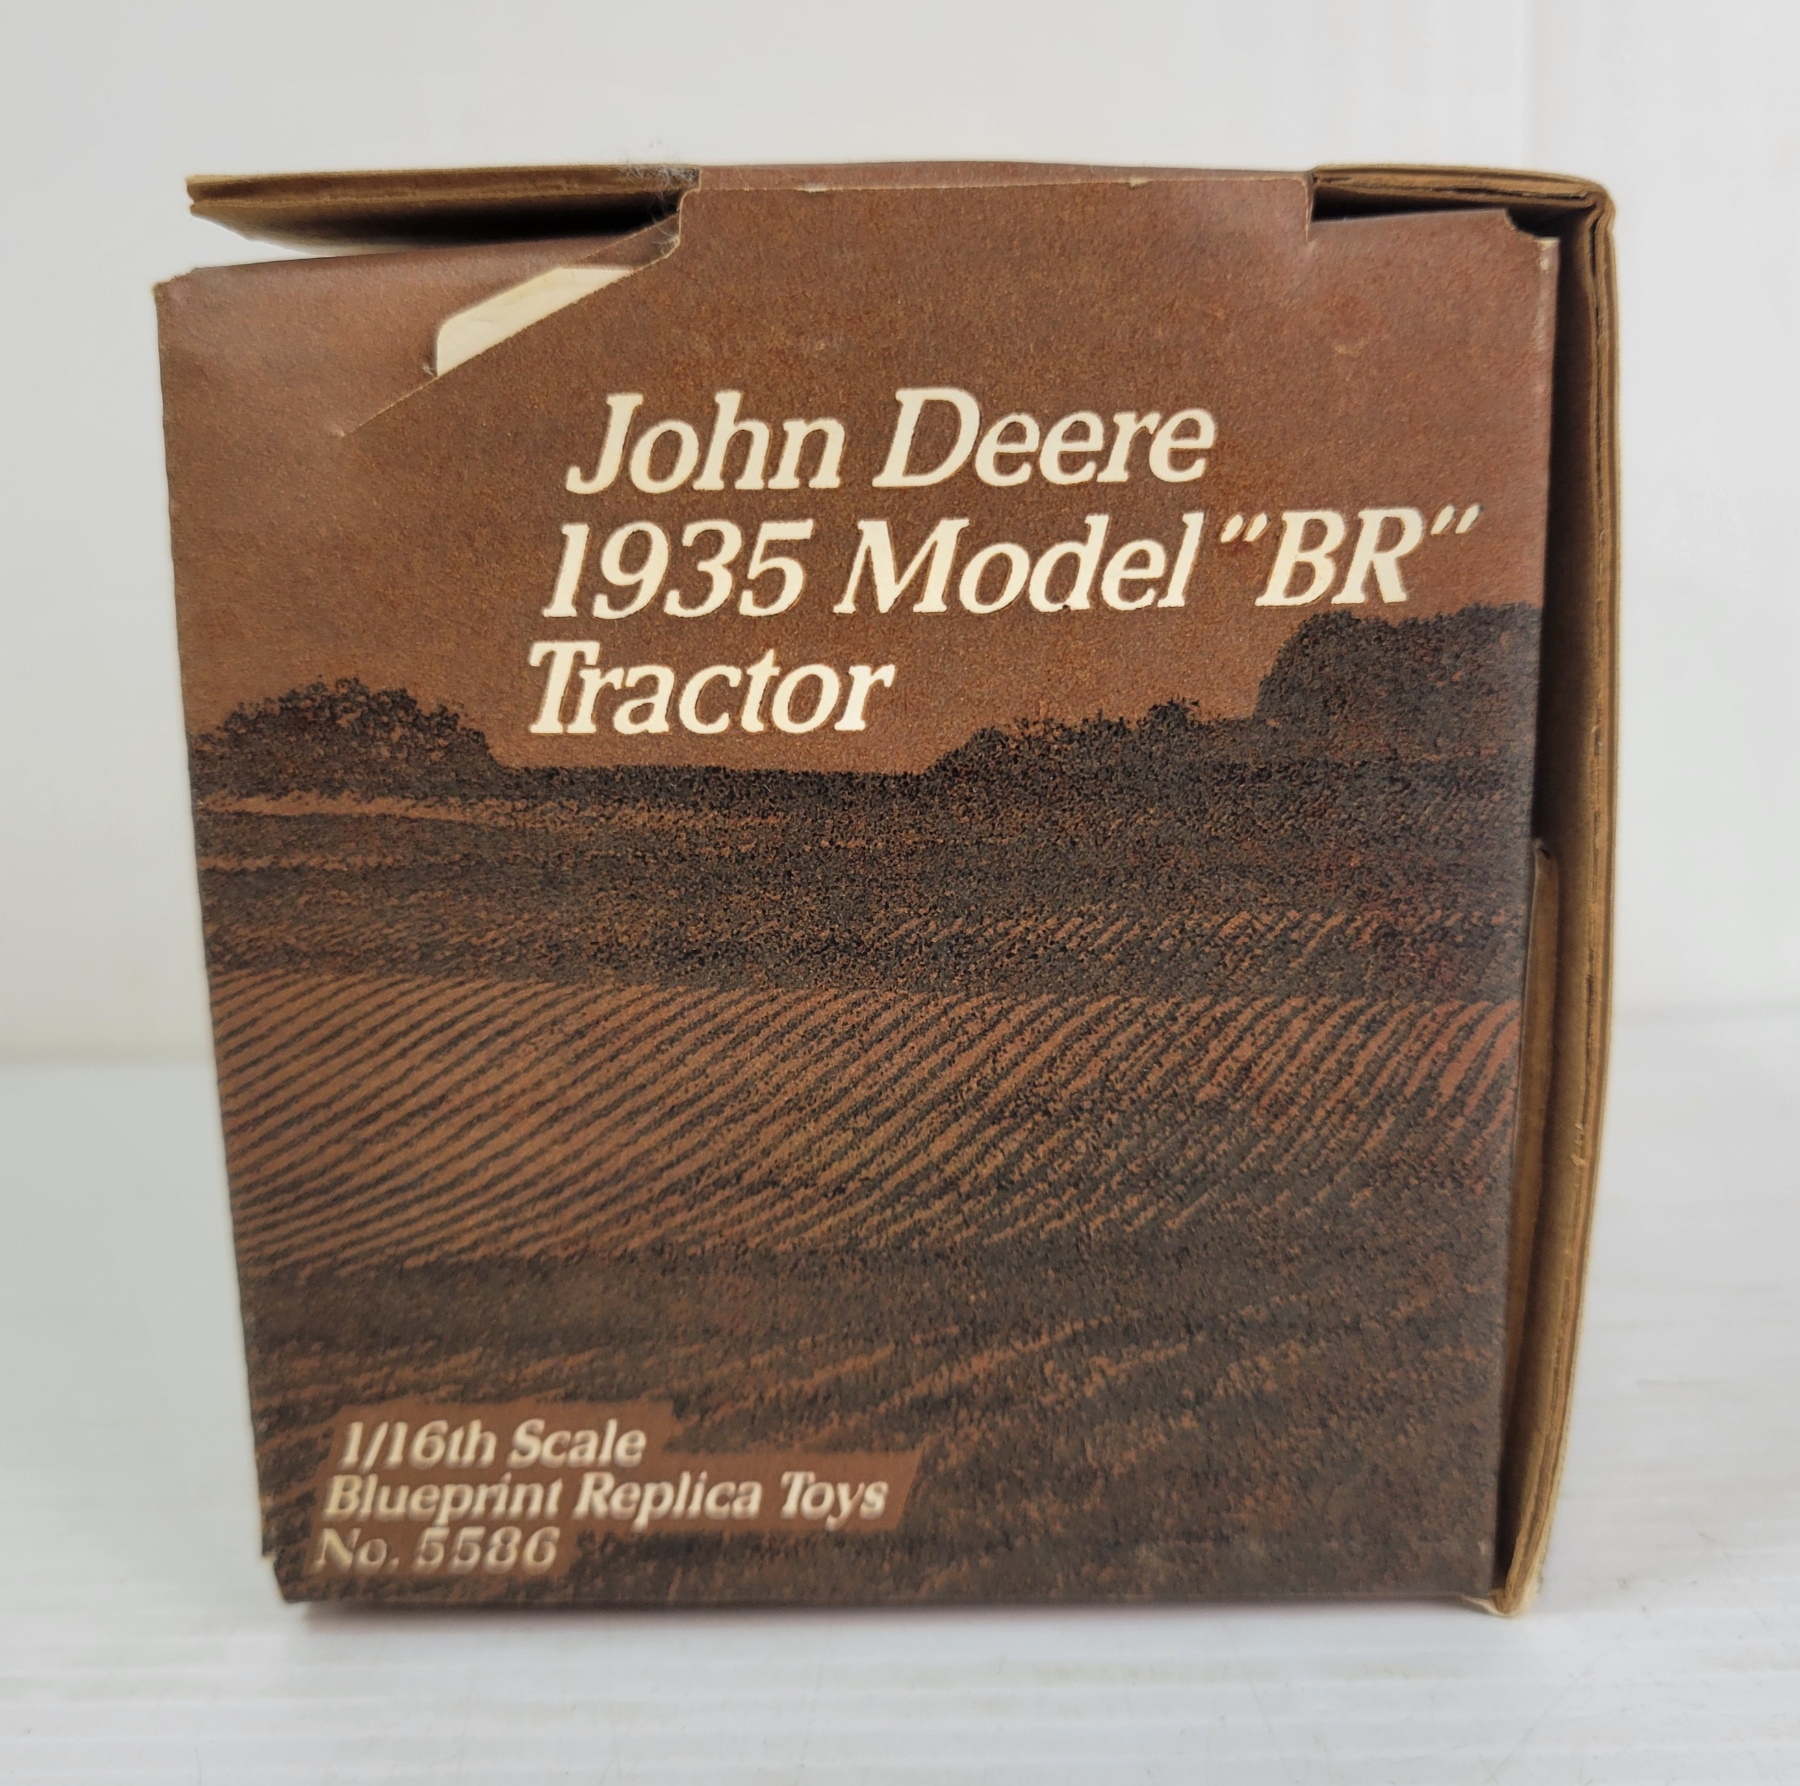 John Deere
1935 Model "BR"
Tractor
1/16th Scale
Blueprint Replica Toys
No. 5586